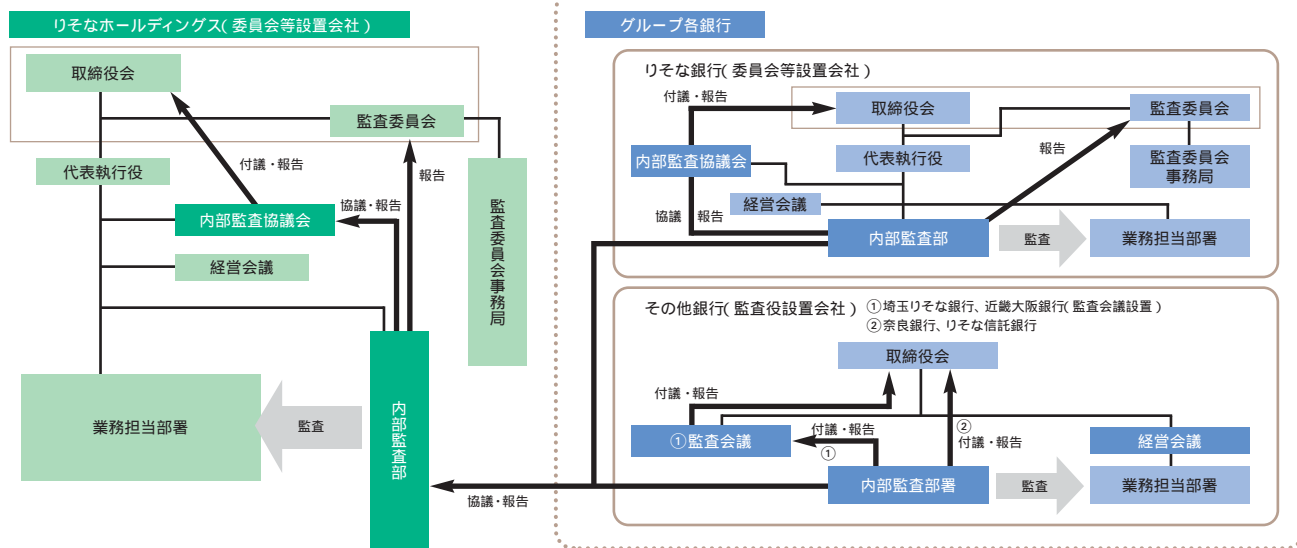 りそなホールディングス(委員会等設置会社)
取締役会
監査委員会
代表執行役
付議・報告
報告
協議・報告
内部監査協議会
経営会議
監査委員会事務局
業務担当部署
監査
内部監査部
協議・報告
グループ各銀行
りそな銀行(委員会等設置会社)
付議・報告
取締役会
監査委員会
内部監査協議会
代表執行役
報告
監査委員会
事務局
経営会議
協議 報告
内部監査部
監査
業務担当部署
その他銀行(監査役設置会社)
①埼玉りそな銀行、近畿大阪銀行(監査会議設置)
②奈良銀行、りそな信託銀行
取締役会
付議・報告
①監査会議
付議・報告
①
②
付議・報告
経営会議
内部監査部署
監査
業務担当部署